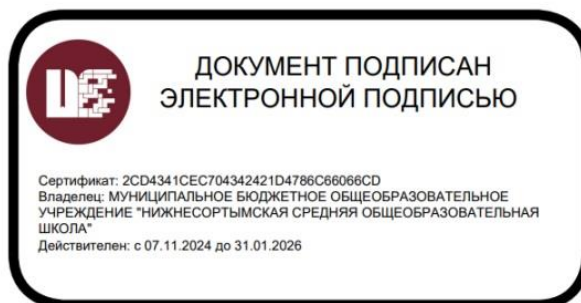 ДОКУМЕНТ ПОДПИСАН
ЭЛЕКТРОННОЙ ПОДПИСЬЮ
Сертификат: 2CD4341CEC704342421D4786C66066CD
Владелец: МУНИЦИПАЛЬНОЕ БЮДЖЕТНОЕ ОБЩЕОБРАЗОВАТЕЛЬНОЕ
УЧРЕЖДЕНИЕ "НИЖНЕСОРТЫМСКАЯ СРЕДНЯЯ ОБЩЕОБРАЗОВАТЕЛЬНАЯ
ШКОЛА"
Действителен: с 07.11.2024 до 31.01.2026